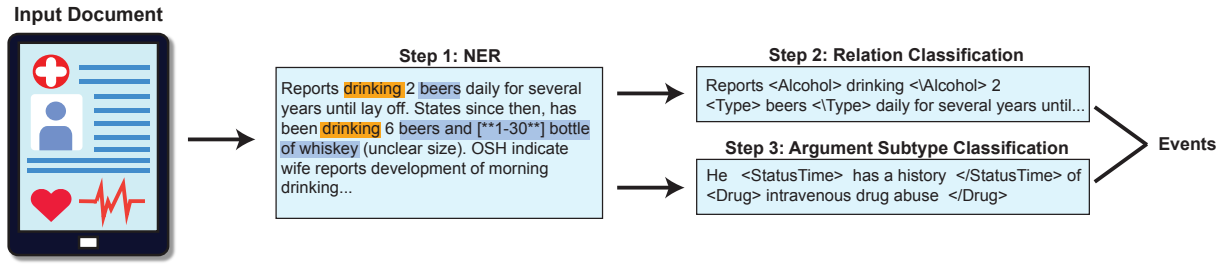 Input Document
Step 1: NER
Reports drinking 2 beers daily for several
years until lay off. States since then, has
been drinking 6 beers and [**1-30**] bottle
of whiskey (unclear size). OSH indicate
wife reports development of morning
drinking...
Step 2: Relation Classification
Reports <Alcohol> drinking <\Alcohol> 2
<Type> beers <\Type> daily for several years until...
Step 3: Argument Subtype Classification
He <StatusTime> has a history </StatusTime> of
<Drug> intravenous drug abuse </Drug>
Events